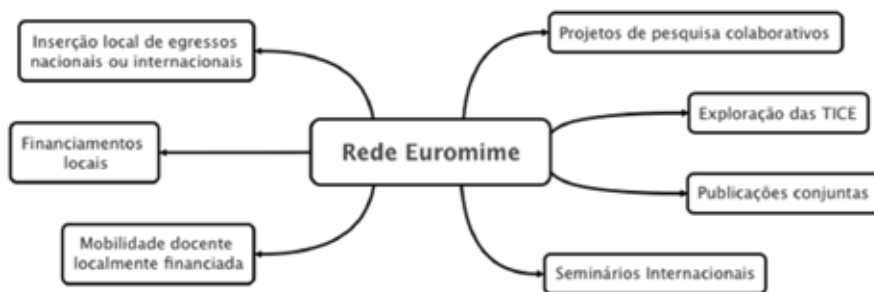 Inserção local de egressos
nacionais ou internacionais
Financiamentos
locais
Mobilidade docente
localmente financiada
Rede Euromime
Projetos de pesquisa colaborativos
Exploração das TICE
Publicações conjuntas
Seminários Internacionais